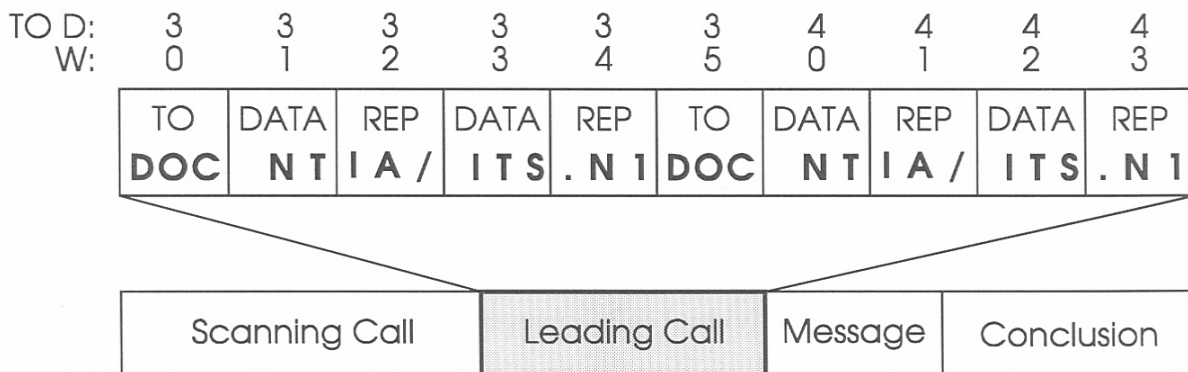 TO D: 3 3 3 3 3 3 4 4 4 4
W: 0 1 2 3 4 5 0 1 2 3
TO DATA REP DATA REP TO DATA REP DATA REP
DOC NT IA/ ITS .N1 DOC NT IA/ ITS .N1
Scanning Call Leading Call Message Conclusion